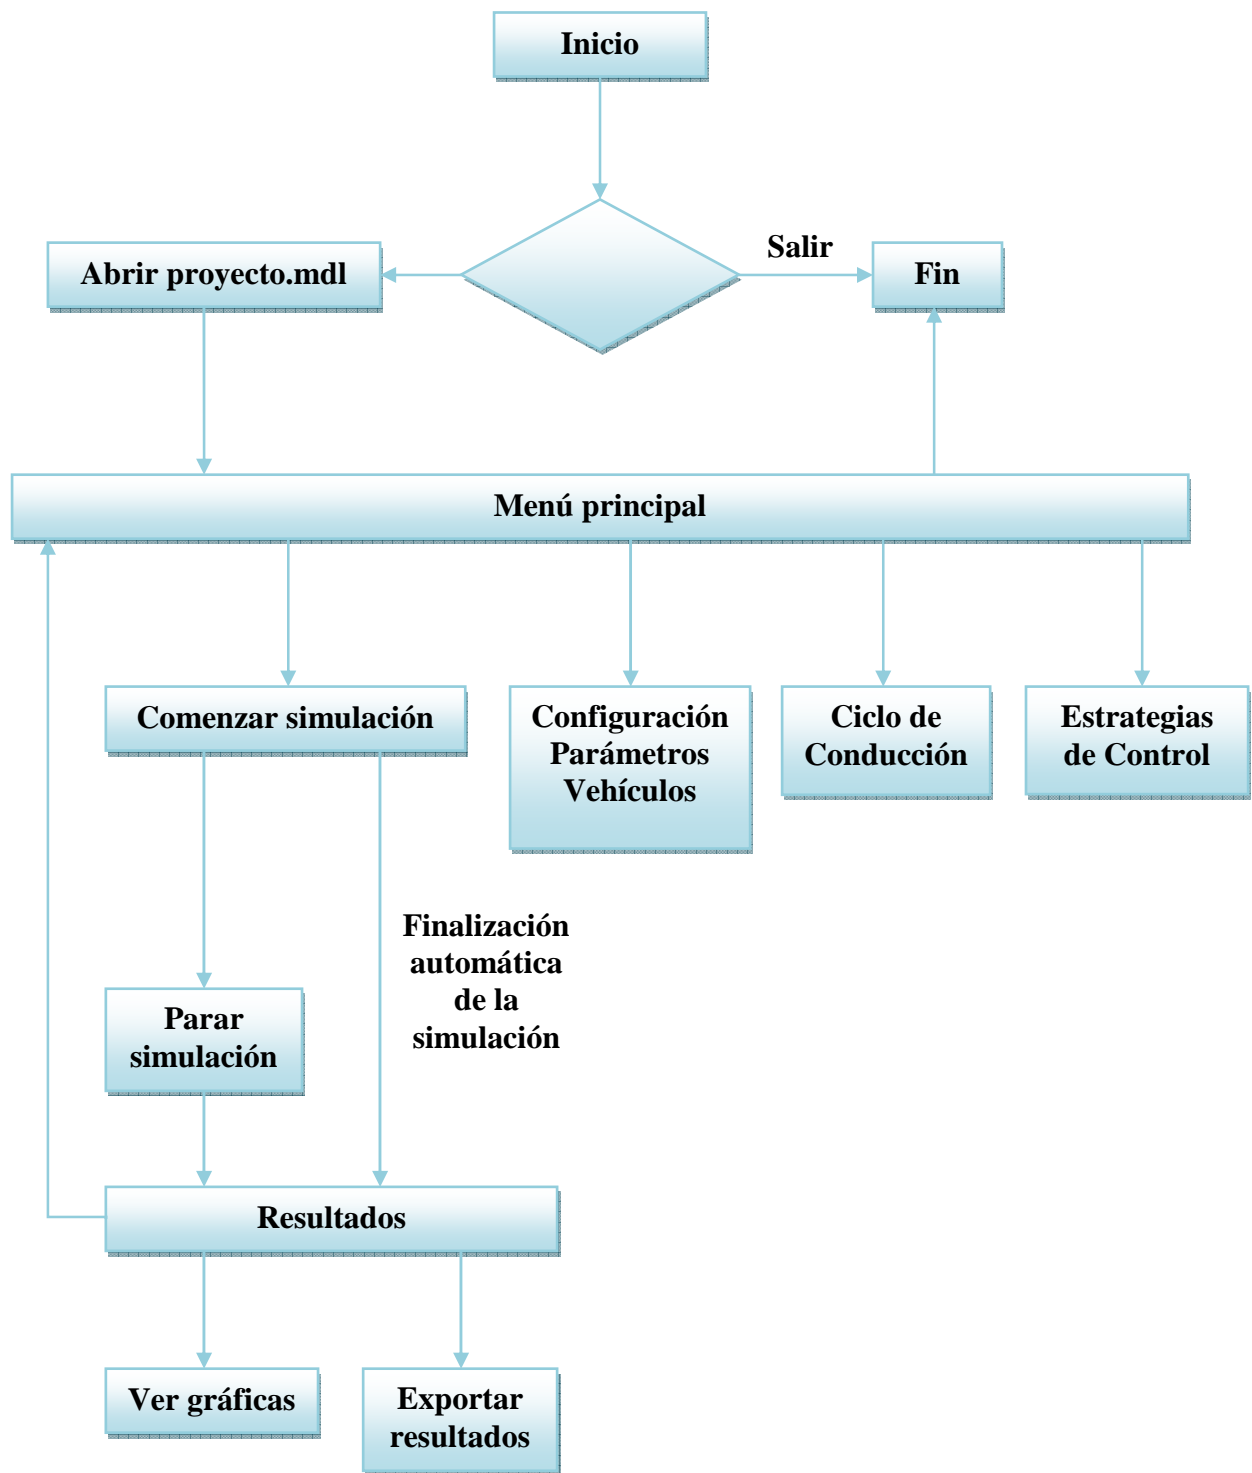 Inicio
Salir
Abrir proyecto.mdl
Fin
Menú principal
Comenzar simulación
Configuración
Parámetros
Vehículos
Ciclo de
Conducción
Estrategias
de Control
Finalización
automática
de la
simulación
Parar
simulación
Resultados
Ver gráficas
Exportar
resultados